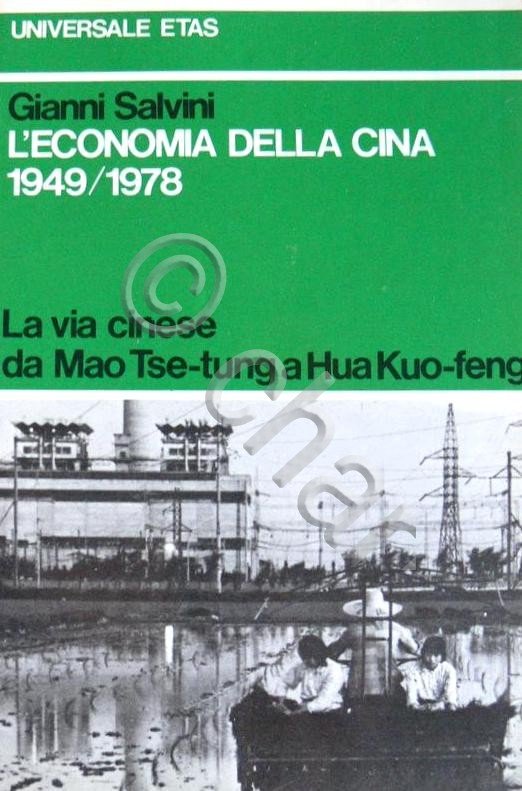 UNIVERSALE ETAS
Gianni Salvini
L'ECONOMIA DELLA CINA
1949/1978
La via cinese
da Mao Tse-tung a Hua Kuo-feng
© char